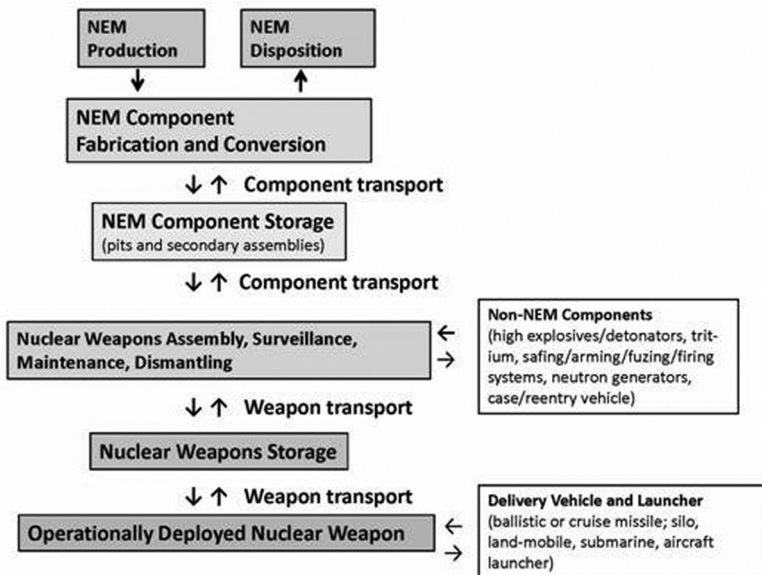 NEM
Production
NEM
Disposition
NEM Component
Fabrication and Conversion
↓ ↑ Component transport
NEM Component Storage
(pits and secondary assemblies)
↓ ↑ Component transport
Nuclear Weapons Assembly, Surveillance,
Maintenance, Dismantling
Non-NEM Components
(high explosives/detonators, trit-
ium, safing/arming/fuzing/firing
systems, neutron generators,
case/reentry vehicle)
↓ ↑ Weapon transport
Nuclear Weapons Storage
↓ ↑ Weapon transport
Operationally Deployed Nuclear Weapon
Delivery Vehicle and Launcher
(ballistic or cruise missile; silo,
land-mobile, submarine, aircraft
launcher)